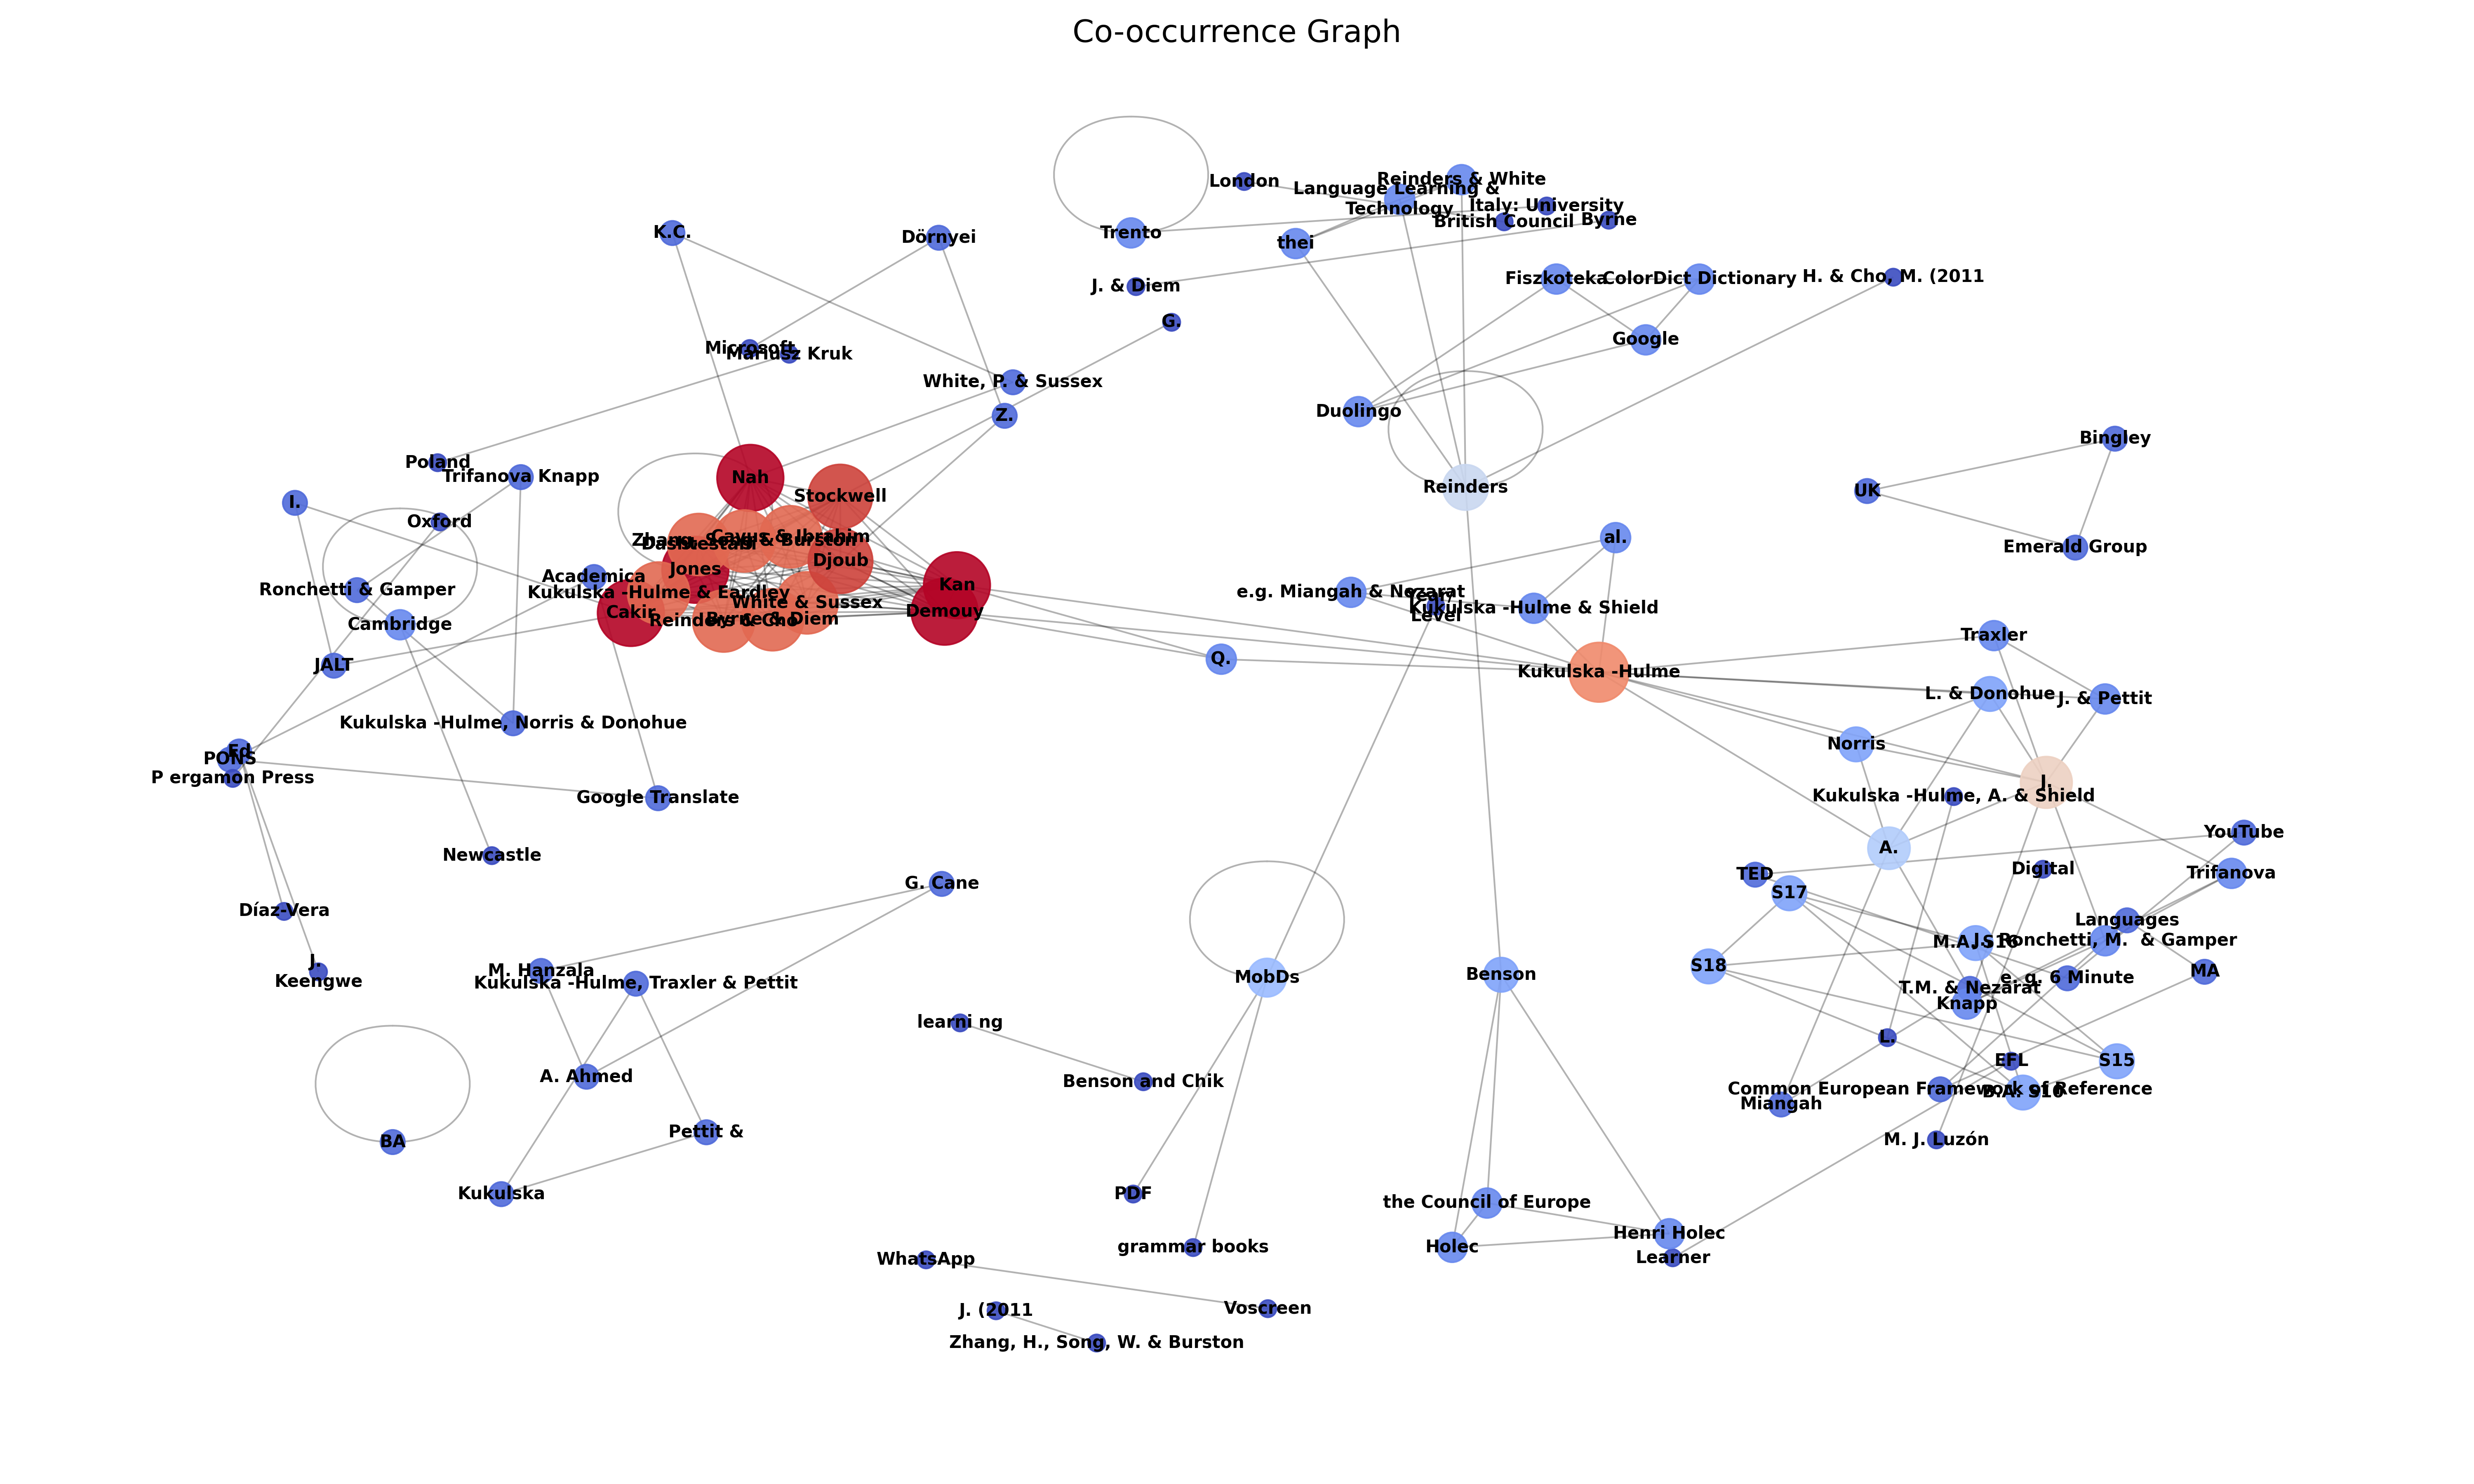 Co-occurrence Graph
London
Reinders & White
Language Learning &
Technology
Italy: University
British Council
Byrne
K.C.
Dörnyei
Trento
thei
J. & Diem
Fiszkoteka
ColorDict Dictionary
H. & Cho, M. (2011
G.
Google
Microsoft
Mariusz Kruk
White, P. & Sussex
Duolingo
Z.
Bingley
Poland
Trifanova Knapp
Nah
Stockwell
Reinders
UK
I.
Oxford
Cavus & Ibrahim
Zhang, Song & Burston
Dashtestani
al.
Emerald Group
Djoub
Jones
Academica
Kan
Ronchetti & Gamper
Kukulska -Hulme & Eardley
e.g. Miangah & Nezarat
Year/
Level
Kukulska -Hulme & Shield
White & Sussex
Cakir
Demouy
Reinders & Cho
Byrne & Diem
Cambridge
Traxler
JALT
Q.
Kukulska -Hulme
L. & Donohue
J. & Pettit
Kukulska -Hulme, Norris & Donohue
Norris
Ed
PONS
P ergamon Press
J.
Google Translate
Kukulska -Hulme, A. & Shield
YouTube
Newcastle
A.
TED
Digital
Trifanova
G. Cane
S17
Díaz-Vera
Languages
M.A. S16
J. Ronchetti, M.  & Gamper
J.
Keengwe
M. Hanzala
Kukulska -Hulme, Traxler & Pettit
MobDs
Benson
S18
MA
e. g. 6 Minute
T.M. & Nezarat
Knapp
learni ng
L.
A. Ahmed
Benson and Chik
EFL
S15
Common European Framework of Reference
B.A. S10
Miangah
BA
Pettit &
M. J. Luzón
Kukulska
PDF
the Council of Europe
grammar books
Holec
Henri Holec
Learner
WhatsApp
J. (2011
Voscreen
Zhang, H., Song, W. & Burston